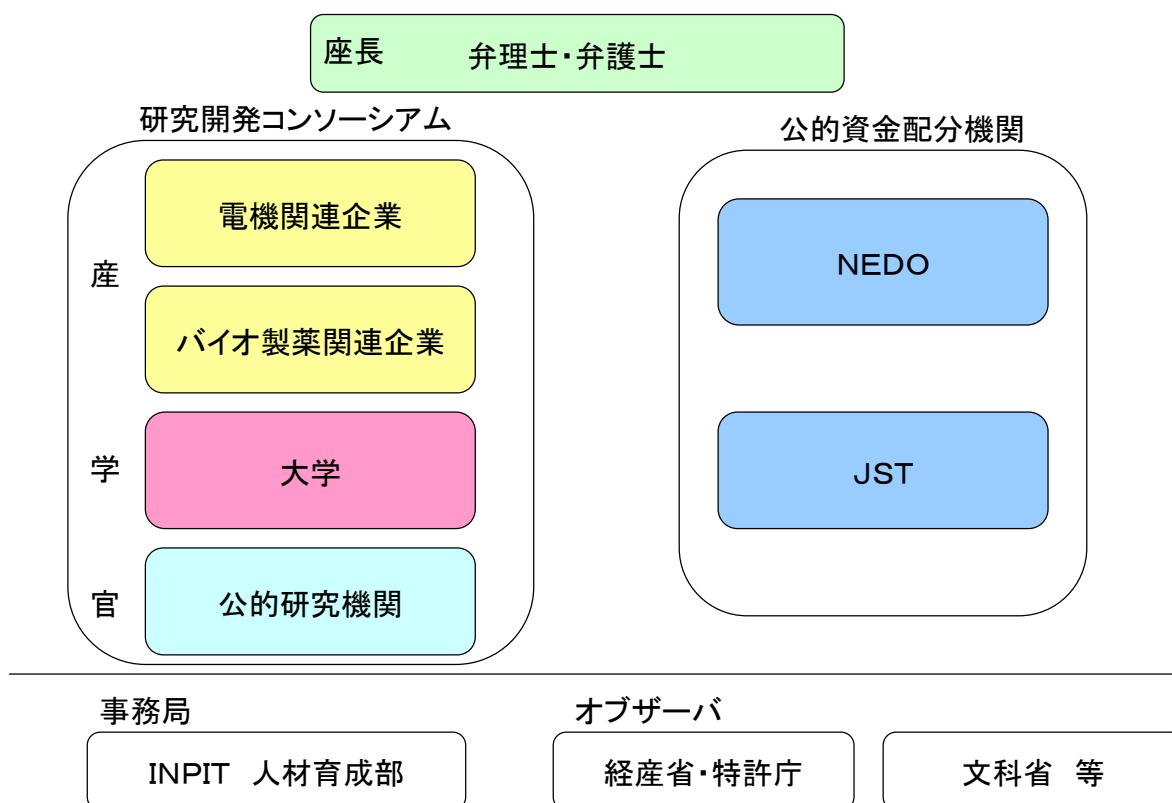 座長　弁理士・弁護士
研究開発コンソーシアム
産
電機関連企業
バイオ製薬関連企業
学
大学
官
公的研究機関
公的資金配分機関
ＮＥＤＯ
ＪＳＴ
事務局
ＩＮＰＩＴ　人材育成部
オブザーバ
経産省・特許庁
文科省　等